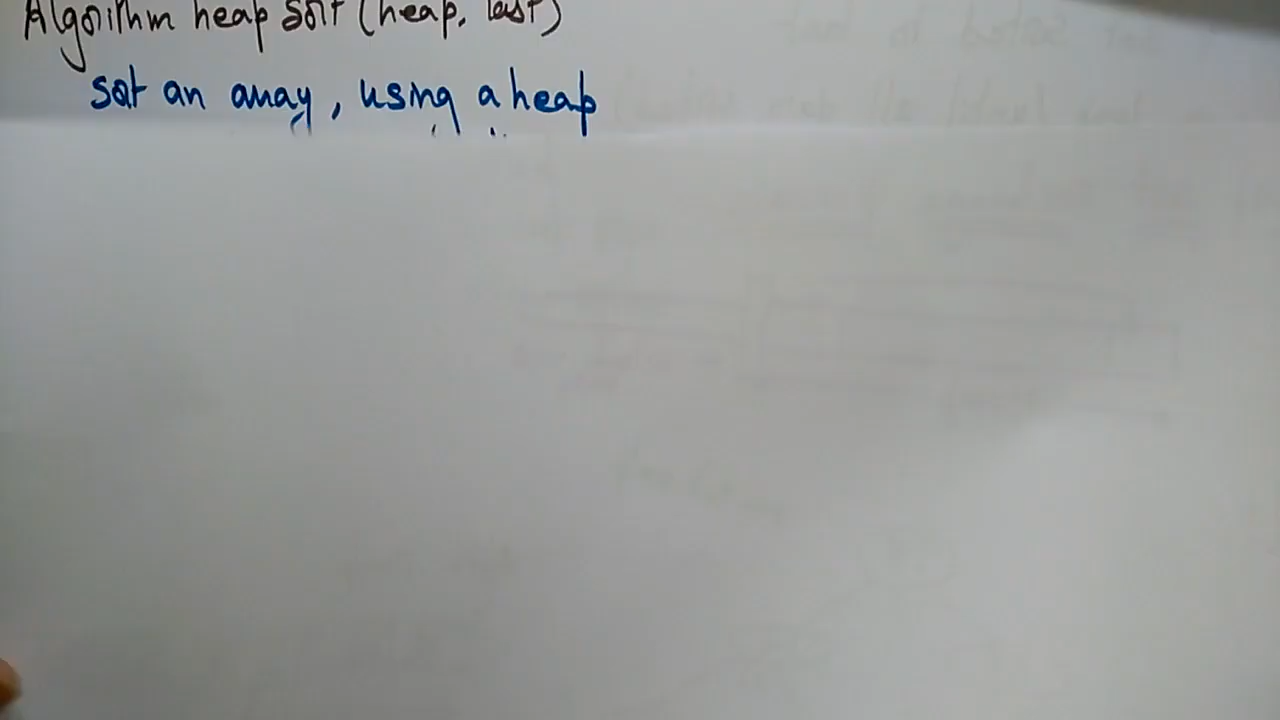 Algorithm heap sort (heap, last)
sort an array, using a heap